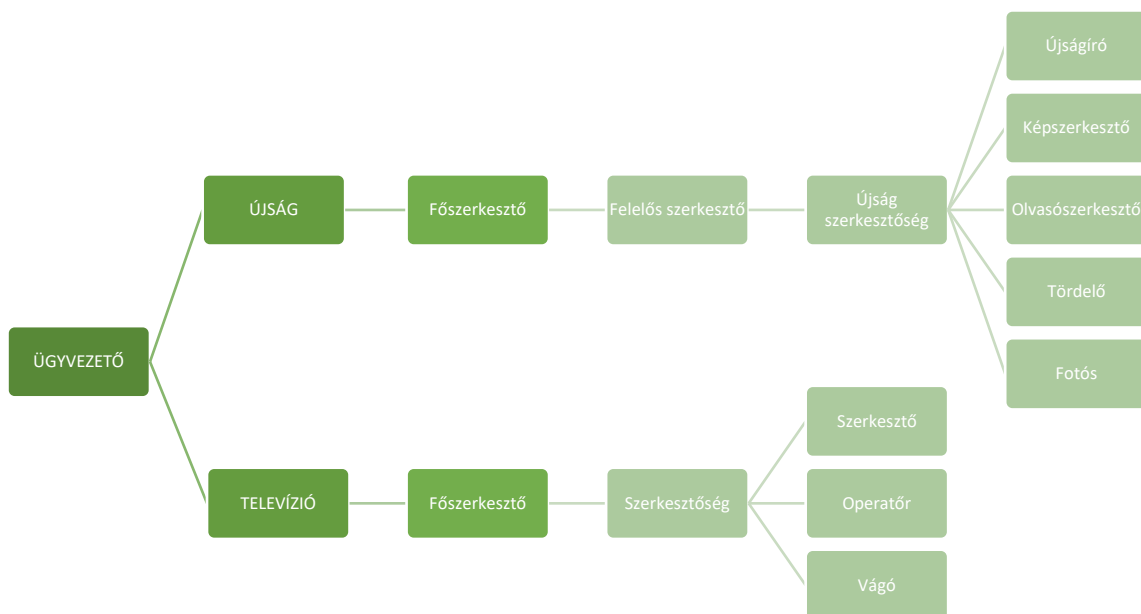 ÜGYVEZETŐ
ÚJSÁG
Főszerkesztő
Felelős szerkesztő
Újság
szerkesztőség
Újságíró
Képszerkesztő
Olvasószerkesztő
Tördelő
Fotós
TELEVÍZIÓ
Főszerkesztő
Szerkesztőség
Szerkesztő
Operatőr
Vágó